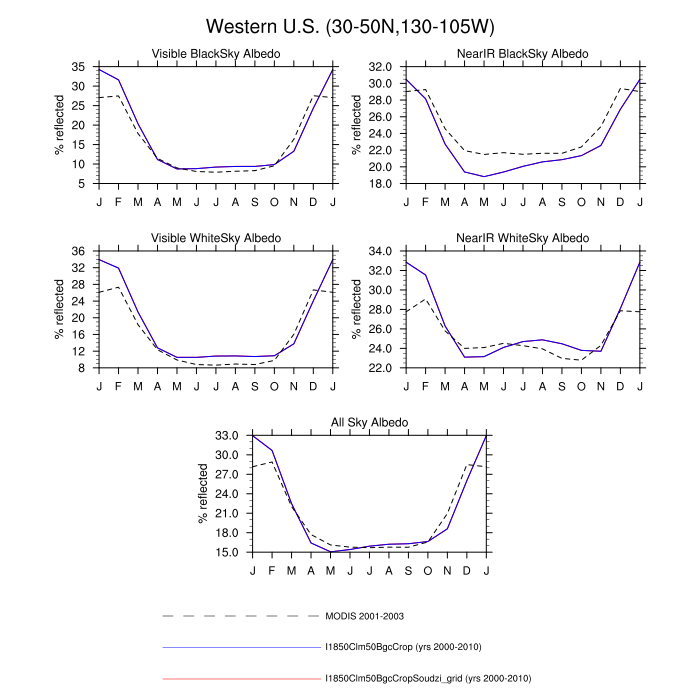 Western U.S. (30-50N,130-105W)
Visible BlackSky Albedo
% reflected
35
30
25
20
15
10
5
J F M A M J J A S O N D J
NearIR BlackSky Albedo
% reflected
32.0
30.0
28.0
26.0
24.0
22.0
20.0
18.0
J F M A M J J A S O N D J
Visible WhiteSky Albedo
% reflected
36
32
28
24
20
16
12
8
J F M A M J J A S O N D J
NearIR WhiteSky Albedo
% reflected
34.0
32.0
30.0
28.0
26.0
24.0
22.0
J F M A M J J A S O N D J
All Sky Albedo
% reflected
33.0
30.0
27.0
24.0
21.0
18.0
15.0
J F M A M J J A S O N D J
MODIS 2001-2003
I1850Clm50BgcCrop (yrs 2000-2010)
I1850Clm50BgcCropSoudzi_grid (yrs 2000-2010)